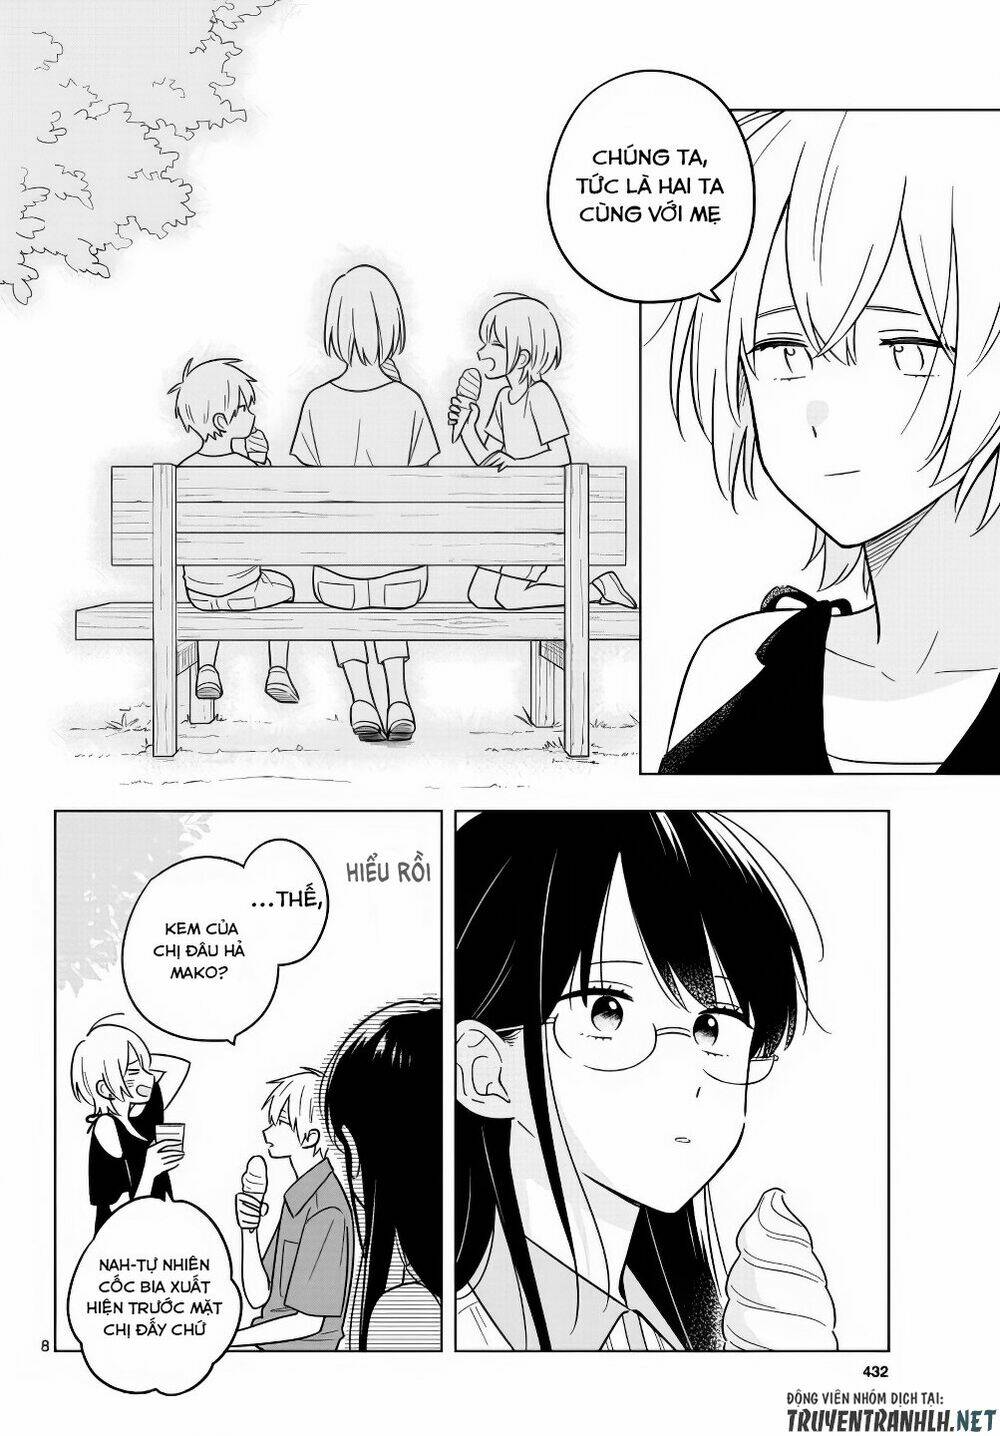 CHÚNG TA,
TỨC LÀ HAI TA
CÙNG VỚI MẸ
HIỂU RỒI
...THẾ,
KEM CỦA
CHỊ ĐÂU HẢ
MAKO?
NAH-TỰ NHIÊN
CỐC BIA XUẤT
HIỆN TRƯỚC MẶT
CHỊ ĐẤY CHỨ
8
432
ĐỘNG VIÊN NHÓM DỊCH TẠI:
TRUYENTRANHLH.NET